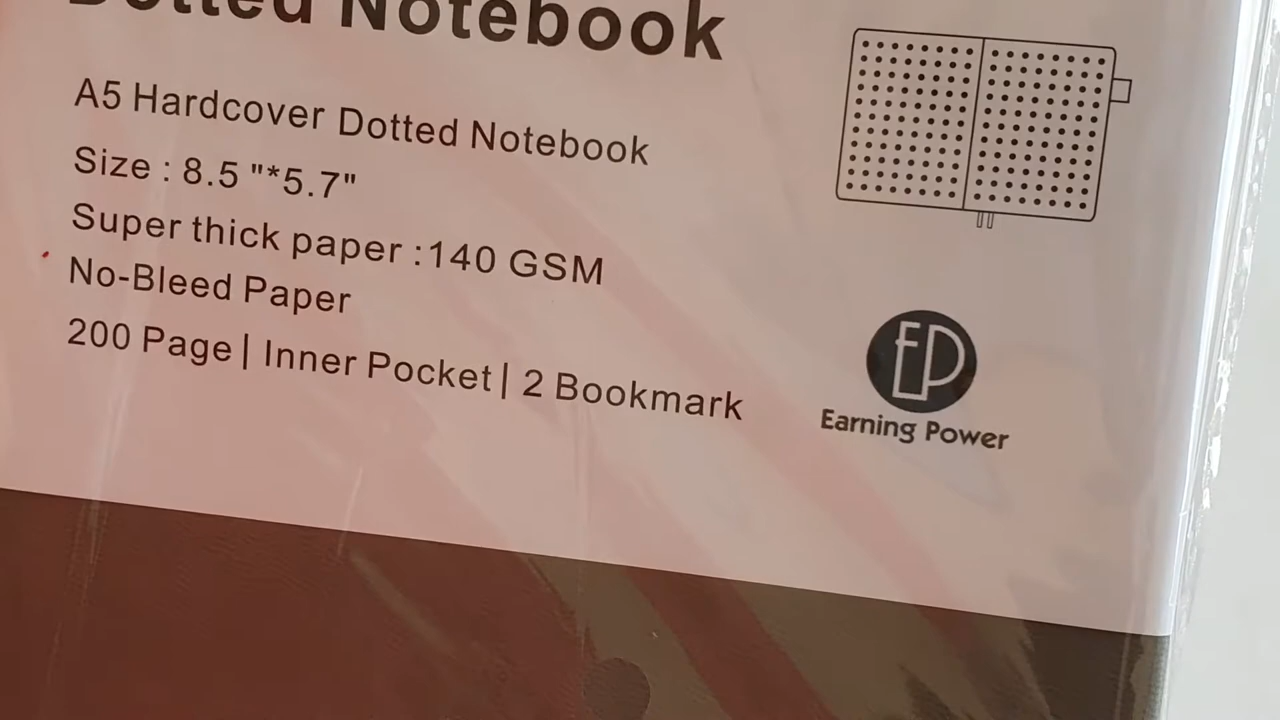 Dotted Notebook
A5 Hardcover Dotted Notebook
Size : 8.5 "*5.7"
Super thick paper :140 GSM
No-Bleed Paper
200 Page| Inner Pocket| 2 Bookmark
EP
Earning Power